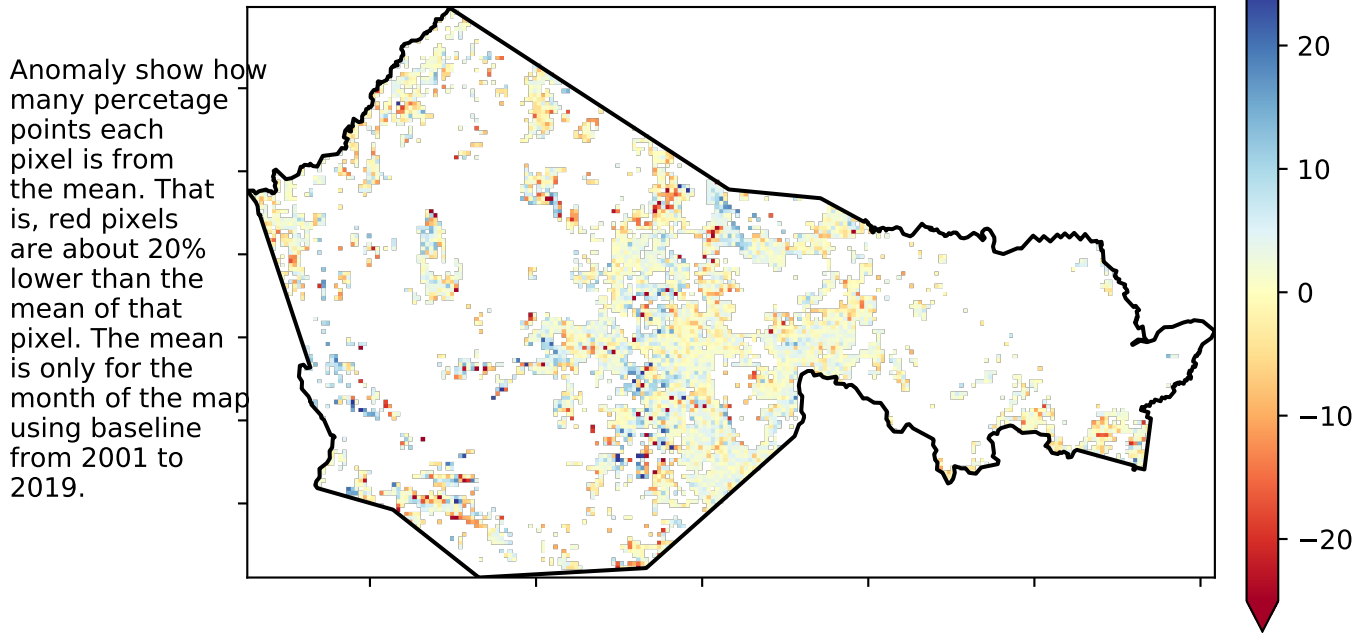 Anomaly show how
many percetage
points each
pixel is from
the mean. That
is, red pixels
are about 20%
lower than the
mean of that
pixel. The mean
is only for the
month of the map
using baseline
from 2001 to
2019.
20
10
0
−10
−20